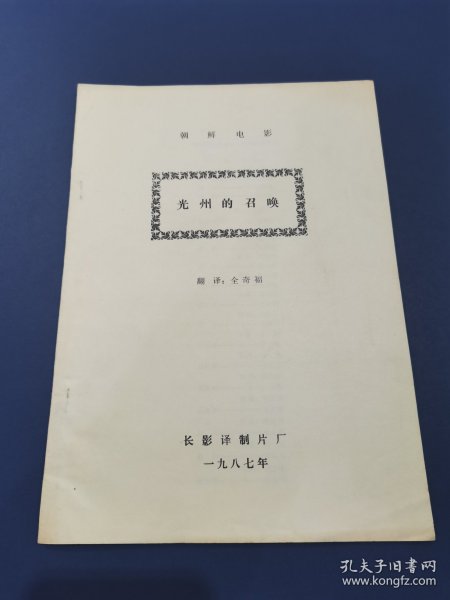 朝鲜电影
光州的召唤
翻译：全奇福
长影译制片厂
一九八七年
孔夫子旧书网
www.kongfz.com